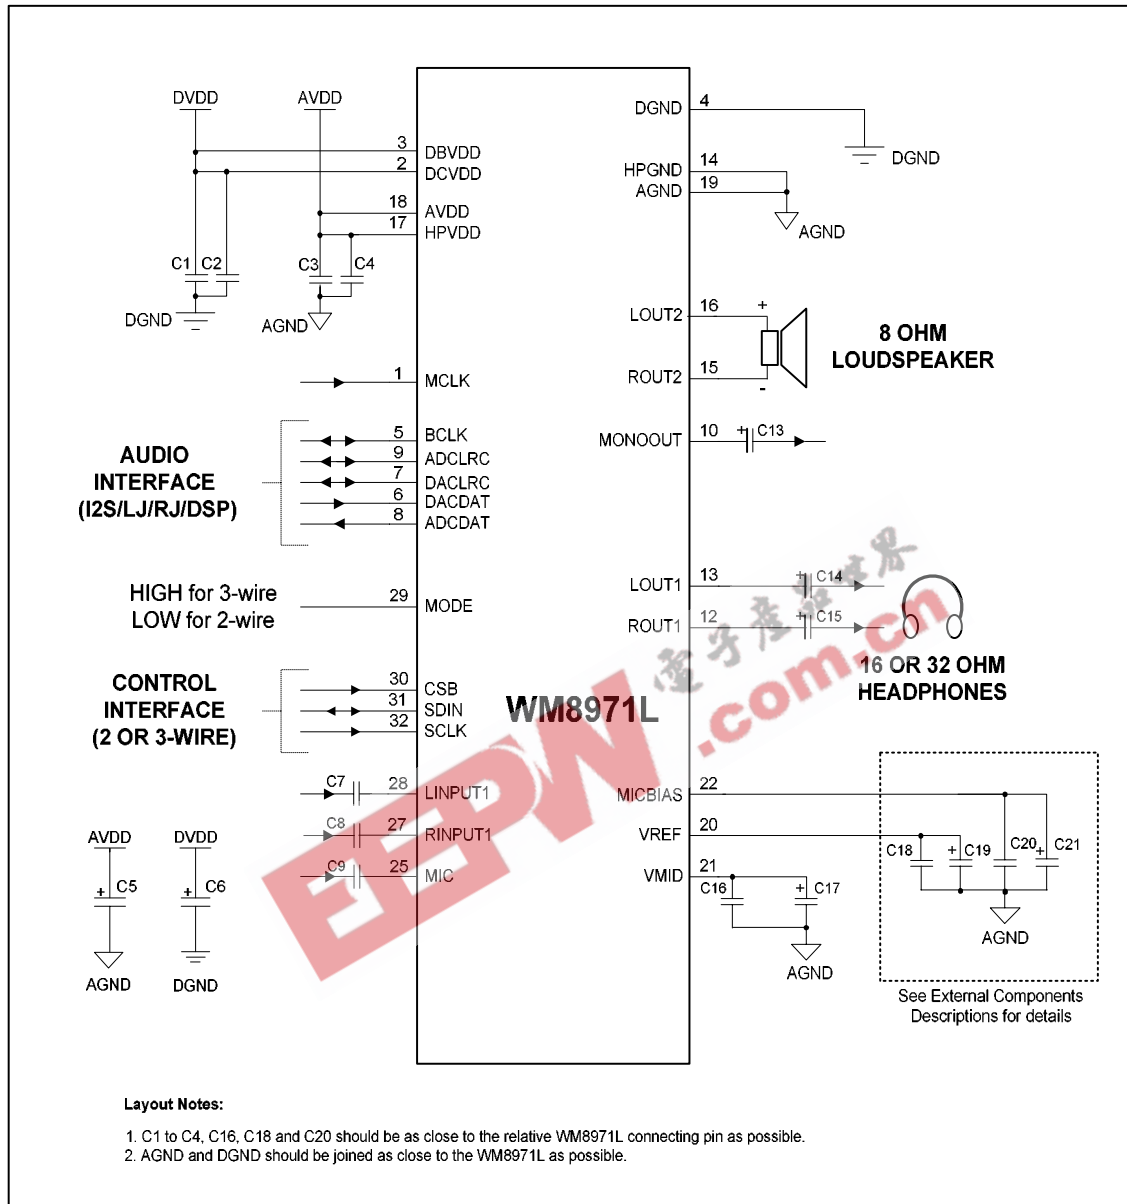 DVDD
AVDD
3
DBVDD
2
DCVDD
18
AVDD
17
HPVDD
C1
C2
C3
C4
DGND
AGND
DGND
4
DGND
HPGND
14
AGND
19
AGND
LOUT2
16
+
ROUT2
15
-
8 OHM
LOUDSPEAKER
1
MCLK
AUDIO
INTERFACE
(I2S/LJ/RJ/DSP)
5
BCLK
9
ADCLRC
7
DACLRC
6
DACDAT
8
ADCDAT
MONOOUT
10
+
C13
HIGH for 3-wire
LOW for 2-wire
29
MODE
LOUT1
13
+
C14
ROUT1
12
+
C15
16 OR 32 OHM
HEADPHONES
CONTROL
INTERFACE
(2 OR 3-WIRE)
30
CSB
31
SDIN
32
SCLK
WM8971L
電子產品世界
EEPW
.com.cn
C7
28
LINPUT1
C8
27
RINPUT1
C9
25
MIC
AVDD
+
C5
AGND
DVDD
+
C6
DGND
MICBIAS
22
VREF
20
VMID
21
C16
+
C17
AGND
C18
+
C19
C20
+
C21
AGND
See External Components
Descriptions for details
Layout Notes:
1. C1 to C4, C16, C18 and C20 should be as close to the relative WM8971L connecting pin as possible.
2. AGND and DGND should be joined as close to the WM8971L as possible.